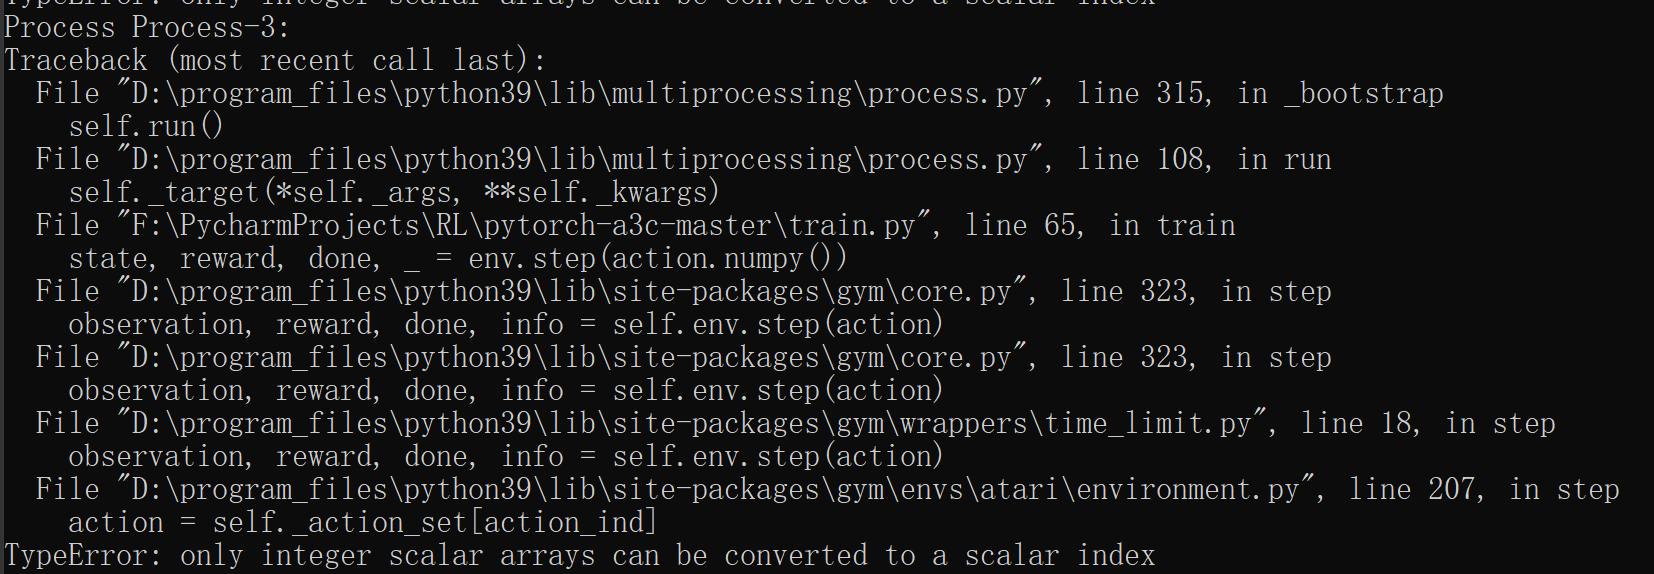 TypeError: only integer scalar arrays can be converted to a scalar index
Process Process-3:
Traceback (most recent call last):
  File "D:\program_files\python39\lib\multiprocessing\process.py", line 315, in _bootstrap
    self.run()
  File "D:\program_files\python39\lib\multiprocessing\process.py", line 108, in run
    self._target(*self._args, **self._kwargs)
  File "F:\PycharmProjects\RL\pytorch-a3c-master\train.py", line 65, in train
    state, reward, done, _ = env.step(action.numpy())
  File "D:\program_files\python39\lib\site-packages\gym\core.py", line 323, in step
    observation, reward, done, info = self.env.step(action)
  File "D:\program_files\python39\lib\site-packages\gym\core.py", line 323, in step
    observation, reward, done, info = self.env.step(action)
  File "D:\program_files\python39\lib\site-packages\gym\wrappers\time_limit.py", line 18, in step
    observation, reward, done, info = self.env.step(action)
  File "D:\program_files\python39\lib\site-packages\gym\envs\atari\environment.py", line 207, in step
    action = self._action_set[action_ind]
TypeError: only integer scalar arrays can be converted to a scalar index